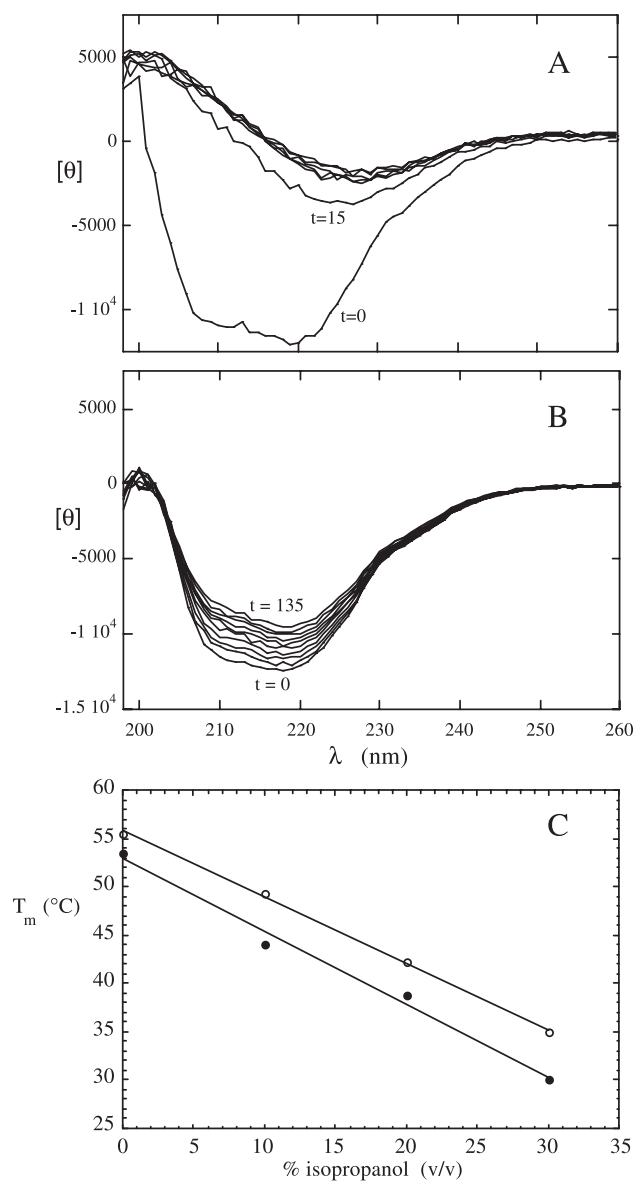 5000
A
0
[θ]
-5000
t=15
-1 10⁴
t=0
5000
B
0
[θ]
-5000
t = 135
-1 10⁴
t = 0
-1.5 10⁴
200 210 220 230 240 250 260
λ (nm)
60
C
55
50
Tm (°C)
45
40
35
30
25
0 5 10 15 20 25 30 35
% isopropanol (v/v)